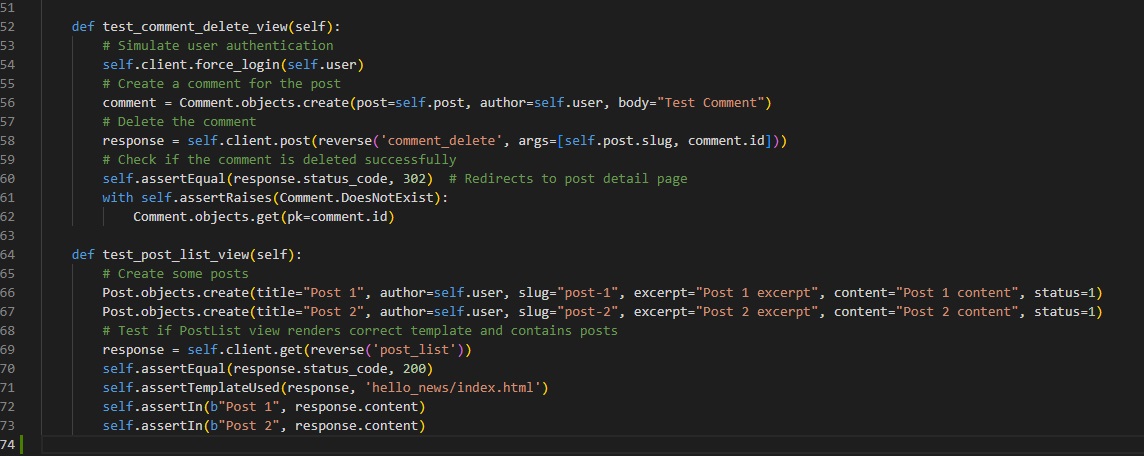 51
52    def test_comment_delete_view(self):
53        # Simulate user authentication
54        self.client.force_login(self.user)
55        # Create a comment for the post
56        comment = Comment.objects.create(post=self.post, author=self.user, body="Test Comment")
57        # Delete the comment
58        response = self.client.post(reverse('comment_delete', args=[self.post.slug, comment.id]))
59        # Check if the comment is deleted successfully
60        self.assertEqual(response.status_code, 302)  # Redirects to post detail page
61        with self.assertRaises(Comment.DoesNotExist):
62            Comment.objects.get(pk=comment.id)
63
64    def test_post_list_view(self):
65        # Create some posts
66        Post.objects.create(title="Post 1", author=self.user, slug="post-1", excerpt="Post 1 excerpt", content="Post 1 content", status=1)
67        Post.objects.create(title="Post 2", author=self.user, slug="post-2", excerpt="Post 2 excerpt", content="Post 2 content", status=1)
68        # Test if PostList view renders correct template and contains posts
69        response = self.client.get(reverse('post_list'))
70        self.assertEqual(response.status_code, 200)
71        self.assertTemplateUsed(response, 'hello_news/index.html')
72        self.assertIn(b"Post 1", response.content)
73        self.assertIn(b"Post 2", response.content)
74